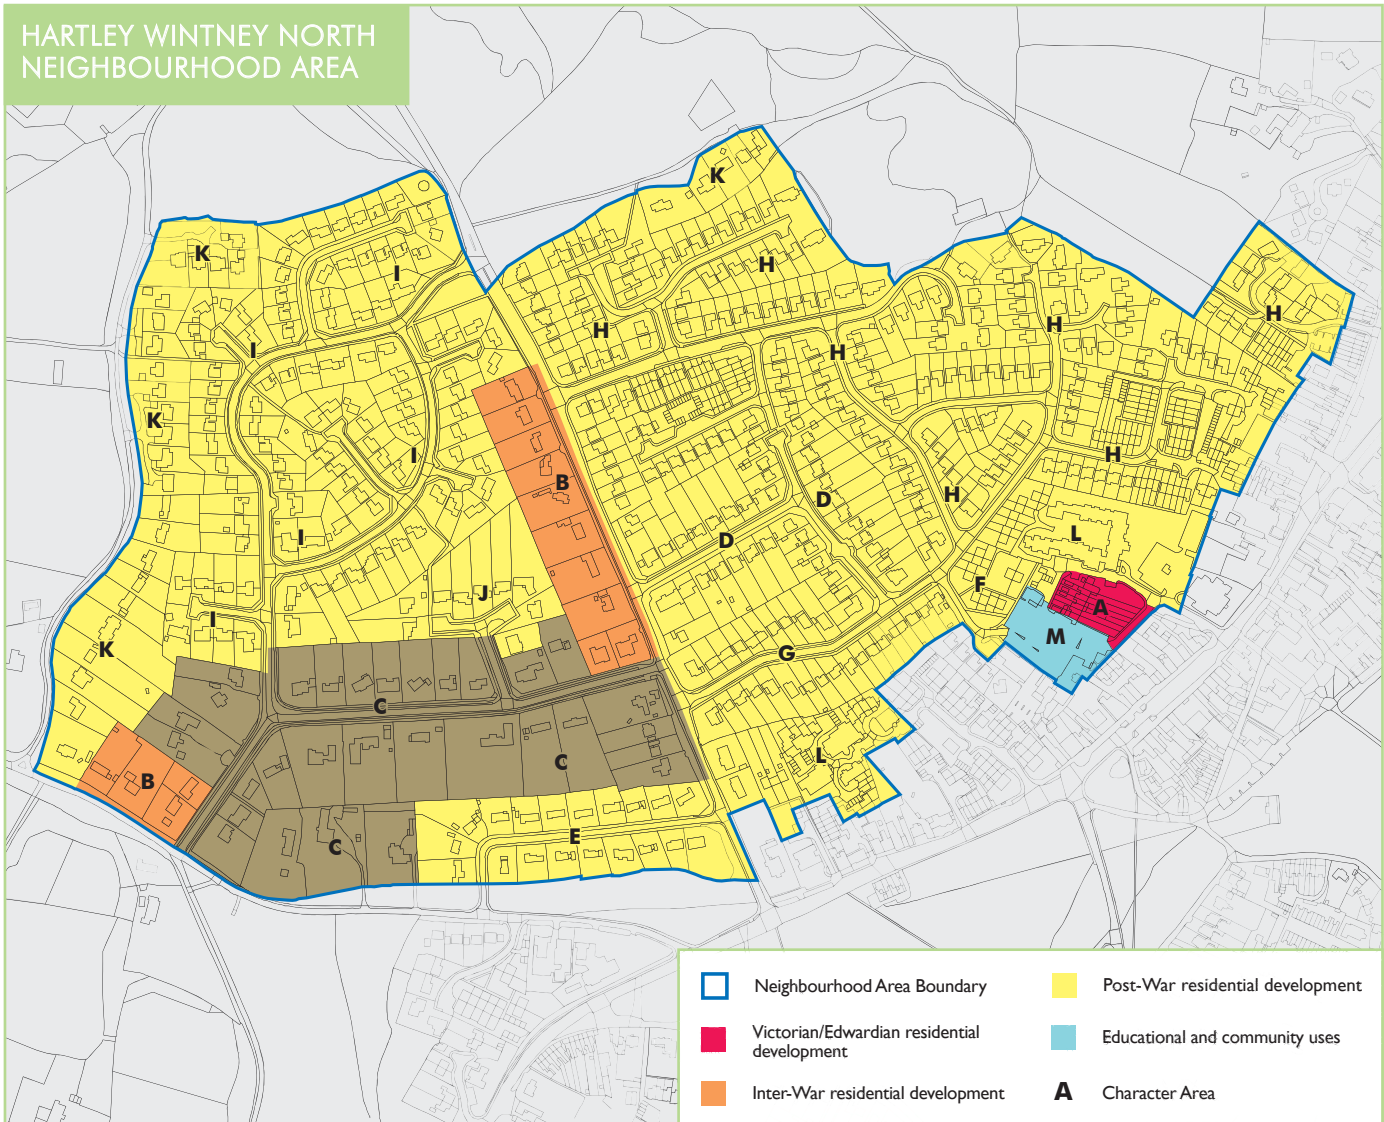 HARTLEY WINTNEY NORTH
NEIGHBOURHOOD AREA
K
K
I
H
H
H
I
H
H
H
K
I
H
B
D
H
I
D
L
J
F
A
I
M
K
G
C
C
L
B
E
C
Neighbourhood Area Boundary
Post-War residential development
Victorian/Edwardian residential
development
Educational and community uses
Inter-War residential development
A
Character Area